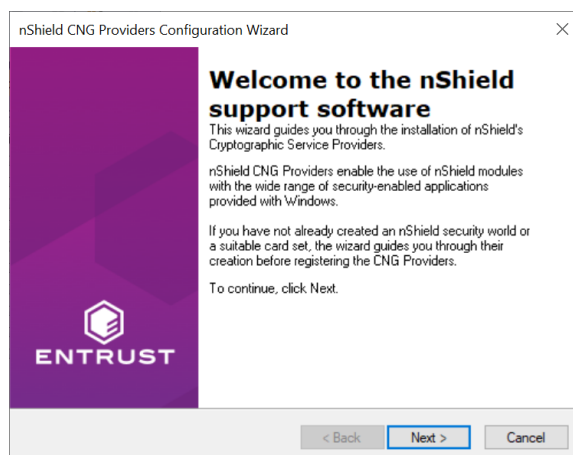 nShield CNG Providers Configuration Wizard
Welcome to the nShield
support software
This wizard guides you through the installation of nShield's
Cryptographic Service Providers.
nShield CNG Providers enable the use of nShield modules
with the wide range of security-enabled applications
provided with Windows.
If you have not already created an nShield security world or
a suitable card set, the wizard guides you through their
creation before registering the CNG Providers.
To continue, click Next.
ENTRUST
< Back Next > Cancel